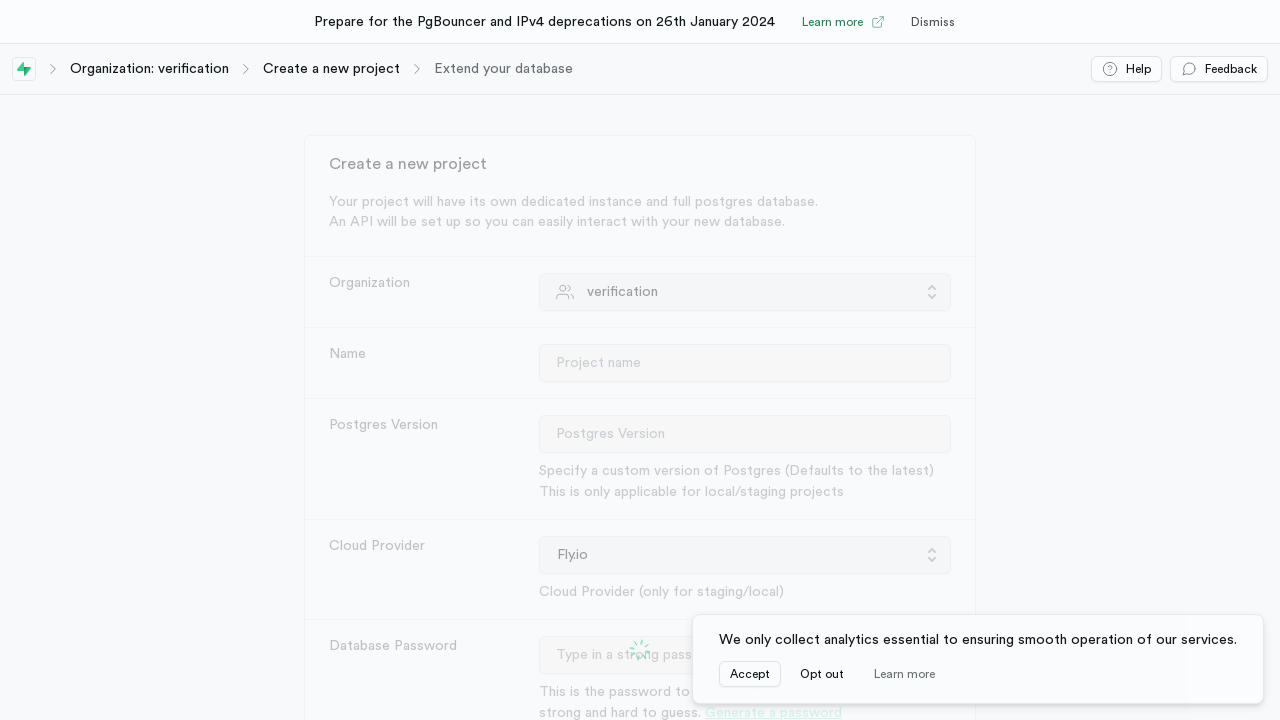 Prepare for the PgBouncer and IPv4 deprecations on 26th January 2024 Learn more Dismiss
Organization: verification Create a new project Extend your database Help Feedback
Create a new project
Your project will have its own dedicated instance and full postgres database.
An API will be set up so you can easily interact with your new database.
Organization verification
Name Project name
Postgres Version Postgres Version
Specify a custom version of Postgres (Defaults to the latest)
This is only applicable for local/staging projects
Cloud Provider Fly.io
Cloud Provider (only for staging/local)
Database Password Type in a strong pass
This is the password to
strong and hard to guess. Generate a password
We only collect analytics essential to ensuring smooth operation of our services.
Accept Opt out Learn more